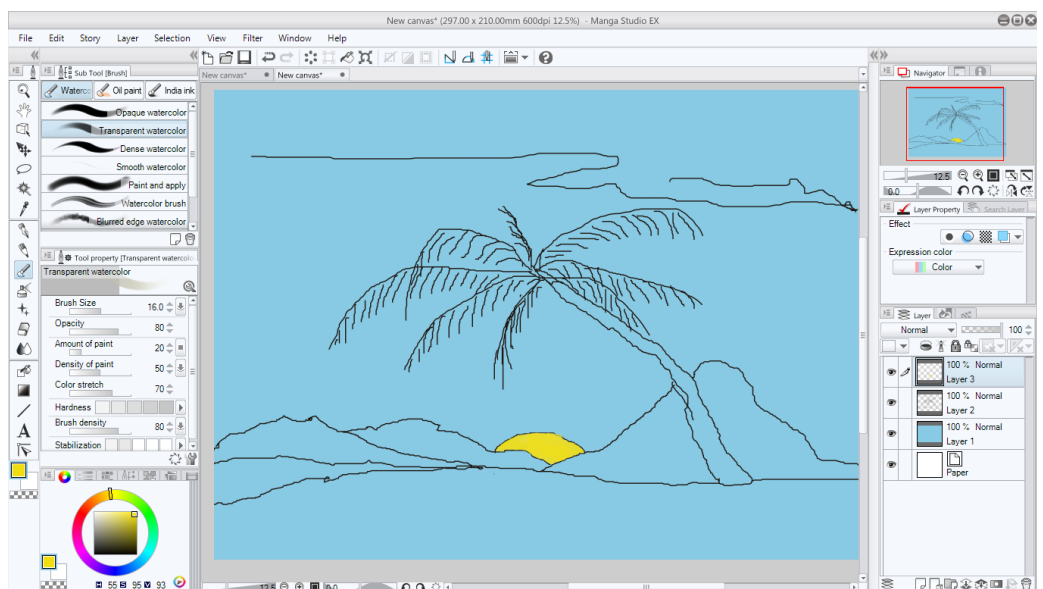 New canvas* (297.00 x 210.00mm 600dpi 12.5%) - Manga Studio EX
File Edit Story Layer Selection View Filter Window Help
Sub Tool [Brush]
New canvas* New canvas*
Navigator
Oil paint India ink
Opaque watercolor
Transparent watercolor
Dense watercolor
Smooth watercolor
Paint and apply
Watercolor brush
Blurred edge watercolor
12.5
0.0
Layer Property Search Layer
Effect
Expression color
Color
Tool property [Transparent watercolo
Transparent watercolor
Brush Size 16.0
Opacity 80
Amount of paint 20
Density of paint 50
Color stretch 70
Hardness
Brush density 80
Stabilization
Layer
Normal 100
100 % Normal
Layer 3
100 % Normal
Layer 2
100 % Normal
Layer 1
Paper
A
H 55 S 95 V 93
12.5 0.0